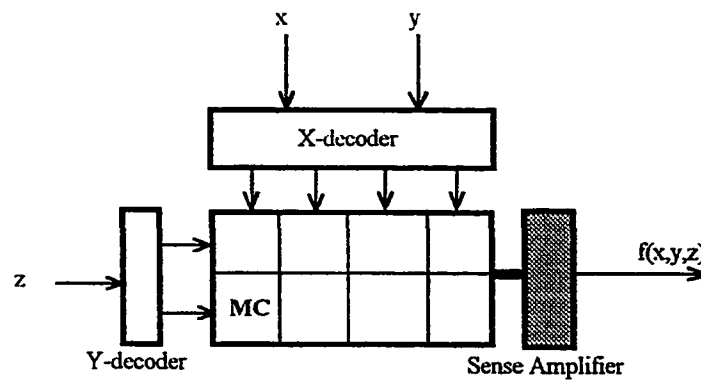 x
y
X-decoder
f(x,y,z)
z
MC
Y-decoder
Sense Amplifier